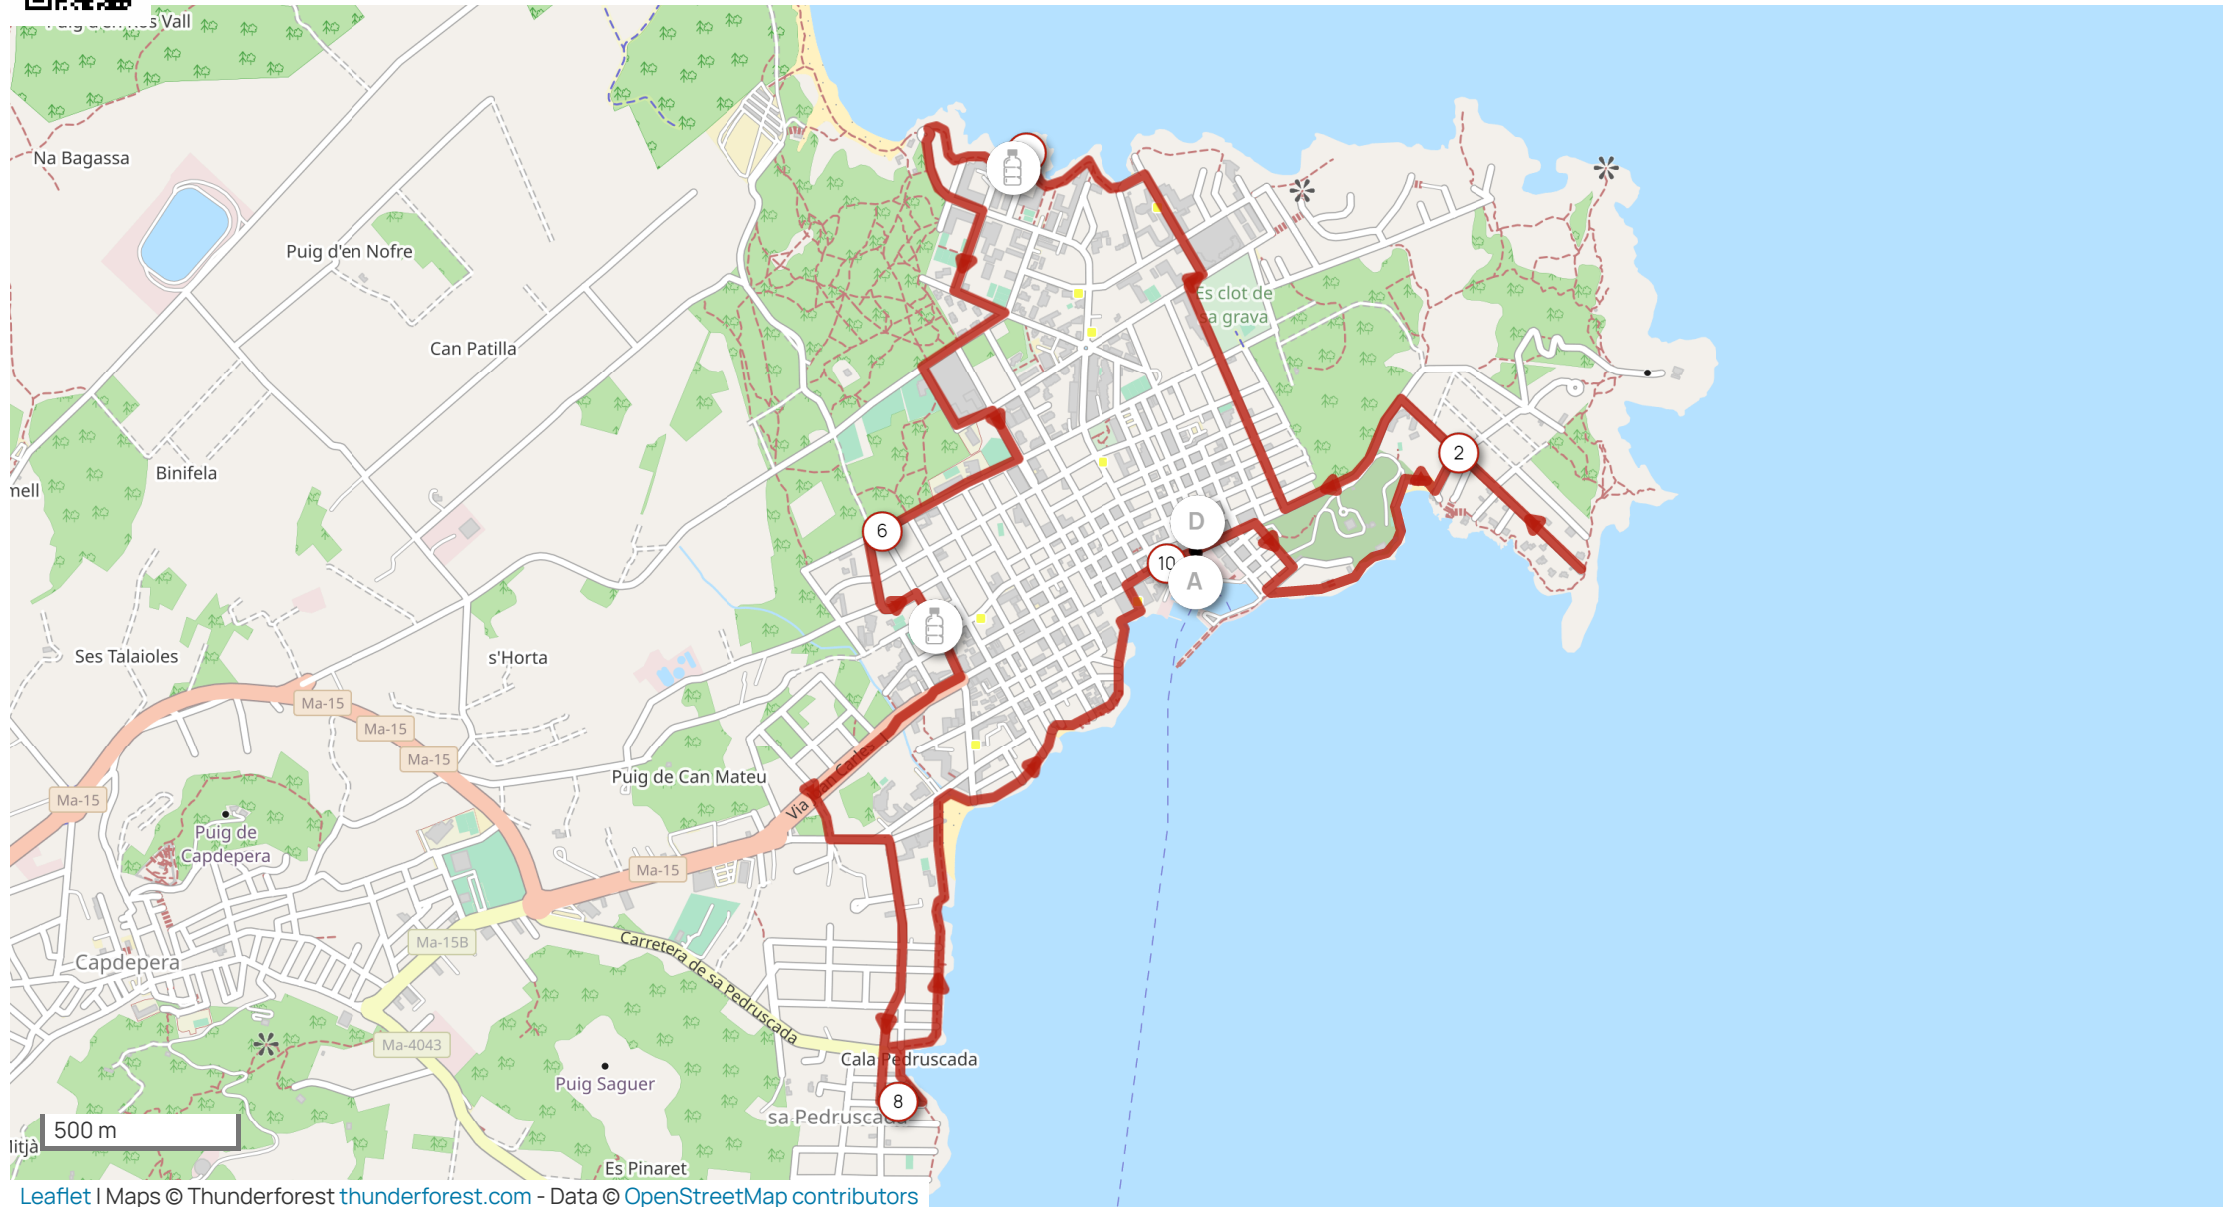 Na Bagassa
Puig d'en Nofre
Es clot de
sa grava
Can Patilla
2
Binifela
mell
6
D
10
A
Ses Talaioles
s'Horta
Ma-15
Ma-15
Ma-15
Puig de Can Mateu
Ma-15
Puig de
Capdepera
Ma-15
Ma-15B
Carretera de sa Pedruscada
Capdepera
Ma-4043
Cala Pedruscada
Puig Saguer
8
500 m
Es Pinaret
Leaflet | Maps © Thunderforest thunderforest.com - Data © OpenStreetMap contributors